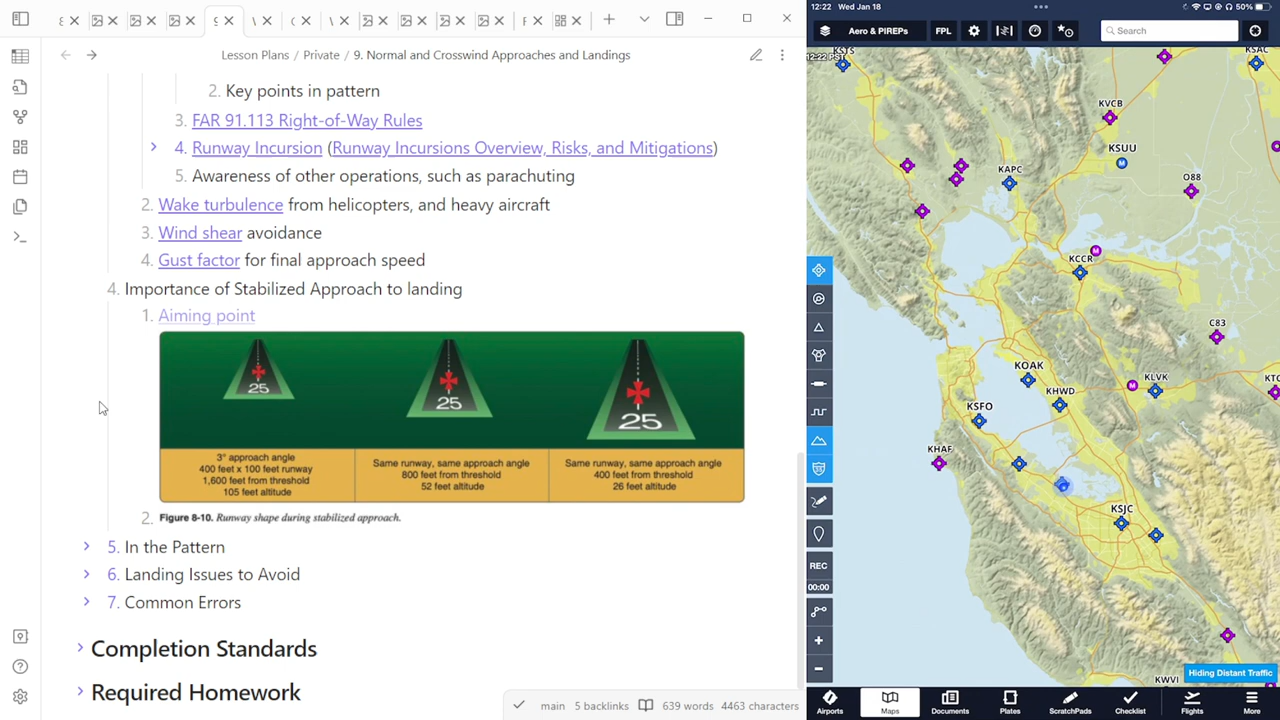 9
Lesson Plans / Private / 9. Normal and Crosswind Approaches and Landings
2. Key points in pattern
3. FAR 91.113 Right-of-Way Rules
4. Runway Incursion (Runway Incursions Overview, Risks, and Mitigations)
5. Awareness of other operations, such as parachuting
2. Wake turbulence from helicopters, and heavy aircraft
3. Wind shear avoidance
4. Gust factor for final approach speed
4. Importance of Stabilized Approach to landing
1. Aiming point
25
25
25
3° approach angle
400 feet x 100 feet runway
1,600 feet from threshold
105 feet altitude
Same runway, same approach angle
800 feet from threshold
52 feet altitude
Same runway, same approach angle
400 feet from threshold
26 feet altitude
2. Figure 8-10. Runway shape during stabilized approach.
5. In the Pattern
6. Landing Issues to Avoid
7. Common Errors
Completion Standards
Required Homework
main 5 backlinks 639 words 4463 characters
12:22 Wed Jan 18
50%
Aero & PIREPs
FPL
Search
12:22 PST
KSTS
KSAC
KVCB
KSUU
KAPC
O88
KCCR
C83
KOAK
KLVK
KTC
KHWD
KSFO
KHAF
KSJC
KWVI
REC
00:00
Hiding Distant Traffic
Airports
Maps
Documents
Plates
ScratchPads
Checklist
Flights
More